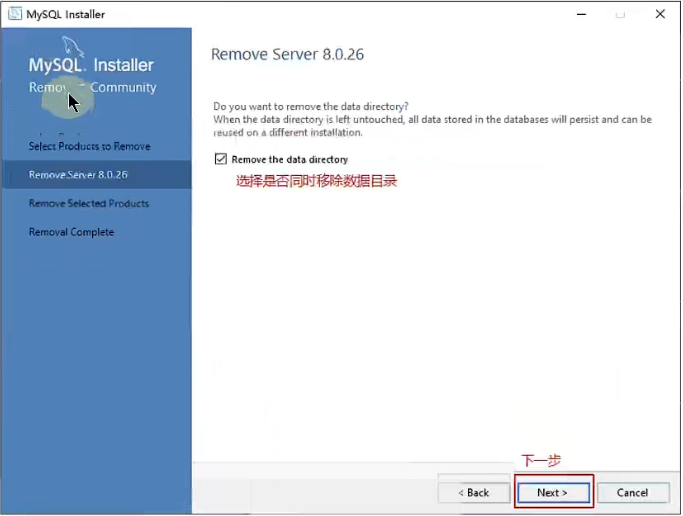 MySQL Installer
MySQL. Installer
Community
Select Products to Remove
Remove Server 8.0.26
Remove Selected Products
Removal Complete
Remove Server 8.0.26
Do you want to remove the data directory?
When the data directory is left untouched, all data stored in the databases will persist and can be
reused on a different installation.
Remove the data directory
选择是否同时移除数据目录
下一步
< Back
Next >
Cancel